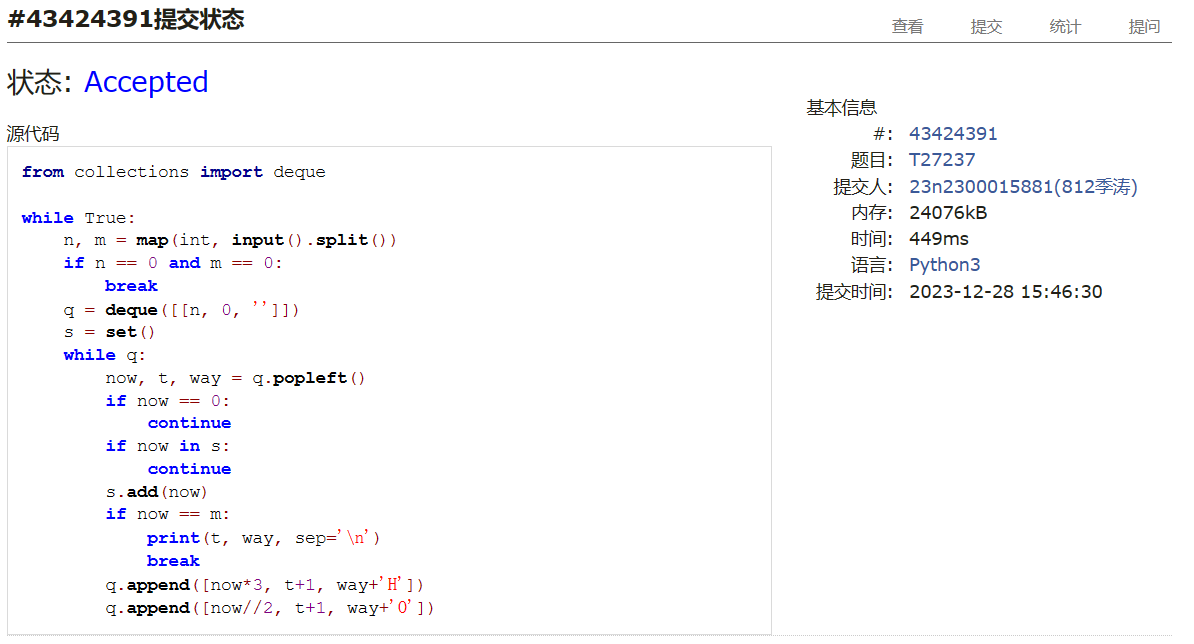 #43424391提交状态
查看 提交 统计 提问
状态: Accepted
源代码
from collections import deque

while True:
    n, m = map(int, input().split())
    if n == 0 and m == 0:
        break
    q = deque([[n, 0, '']])
    s = set()
    while q:
        now, t, way = q.popleft()
        if now == 0:
            continue
        if now in s:
            continue
        s.add(now)
        if now == m:
            print(t, way, sep='\n')
            break
        q.append([now*3, t+1, way+'H'])
        q.append([now//2, t+1, way+'O'])
基本信息
#: 43424391
题目: T27237
提交人: 23n2300015881(812季涛)
内存: 24076kB
时间: 449ms
语言: Python3
提交时间: 2023-12-28 15:46:30